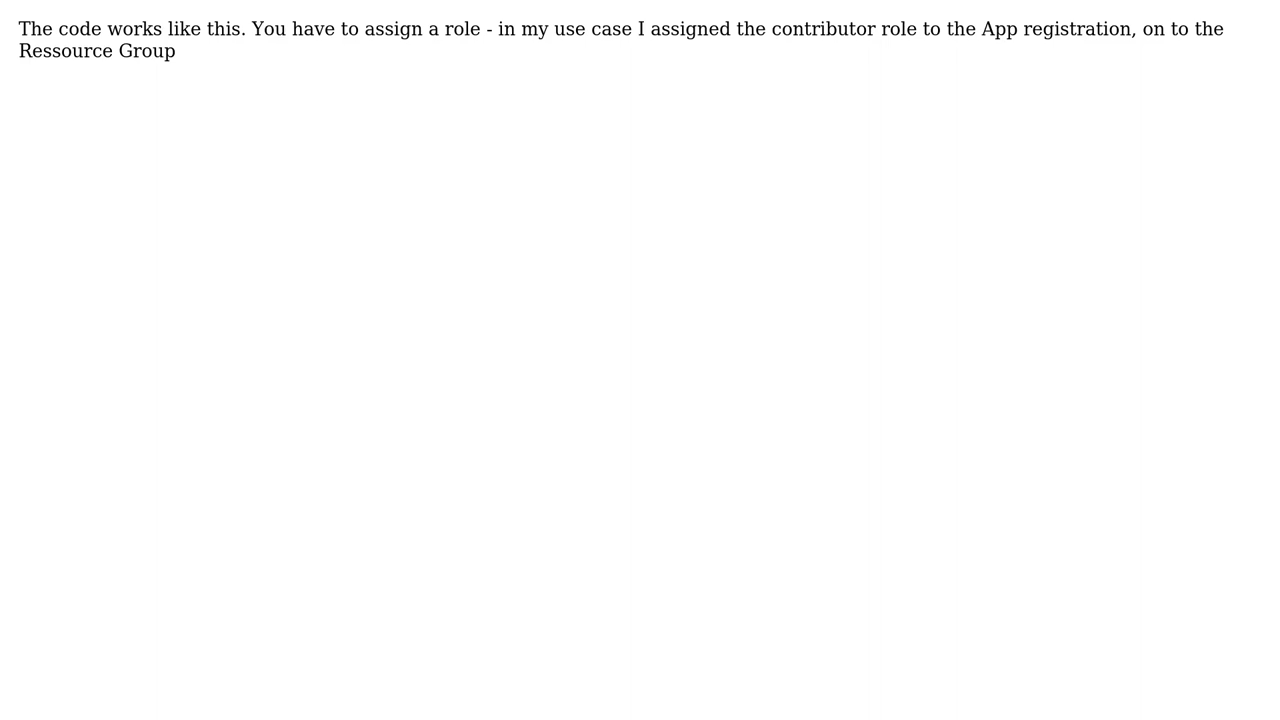 The code works like this. You have to assign a role - in my use case I assigned the contributor role to the App registration, on to the
Ressource Group